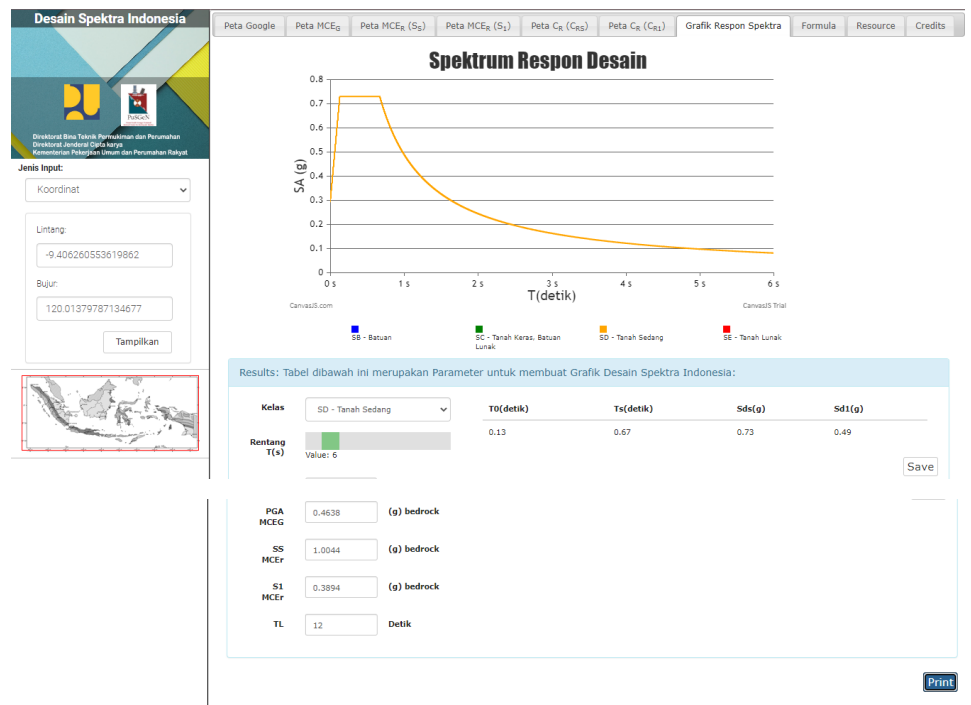 Desain Spektra Indonesia
PuSGeN
Direktorat Bina Teknik Permukiman dan Perumahan
Direktorat Jenderal Cipta karya
Kementerian Pekerjaan Umum dan Perumahan Rakyat
Jenis Input:
Koordinat
Lintang:
-9.406260553619862
Bujur:
120.01379787134677
Tampilkan
Peta Google
Peta MCEG
Peta MCER (SS)
Peta MCER (S1)
Peta CR (CRS)
Peta CR (CR1)
Grafik Respon Spektra
Formula
Resource
Credits
Spektrum Respon Desain
SA (g)
0.8
0.7
0.6
0.5
0.4
0.3
0.2
0.1
0
0 s 1 s 2 s 3 s 4 s 5 s 6 s
T(detik)
CanvasJS.com
CanvasJS Trial
SB - Batuan
SC - Tanah Keras, Batuan
Lunak
SD - Tanah Sedang
SE - Tanah Lunak
Results: Tabel dibawah ini merupakan Parameter untuk membuat Grafik Desain Spektra Indonesia:
Kelas
SD - Tanah Sedang
Rentang
T(s)
Value: 6
T0(detik) Ts(detik) Sds(g) Sd1(g)
0.13 0.67 0.73 0.49
Save
PGA
MCEG
0.4638 (g) bedrock
SS
MCEr
1.0044 (g) bedrock
S1
MCEr
0.3894 (g) bedrock
TL 12 Detik
Print